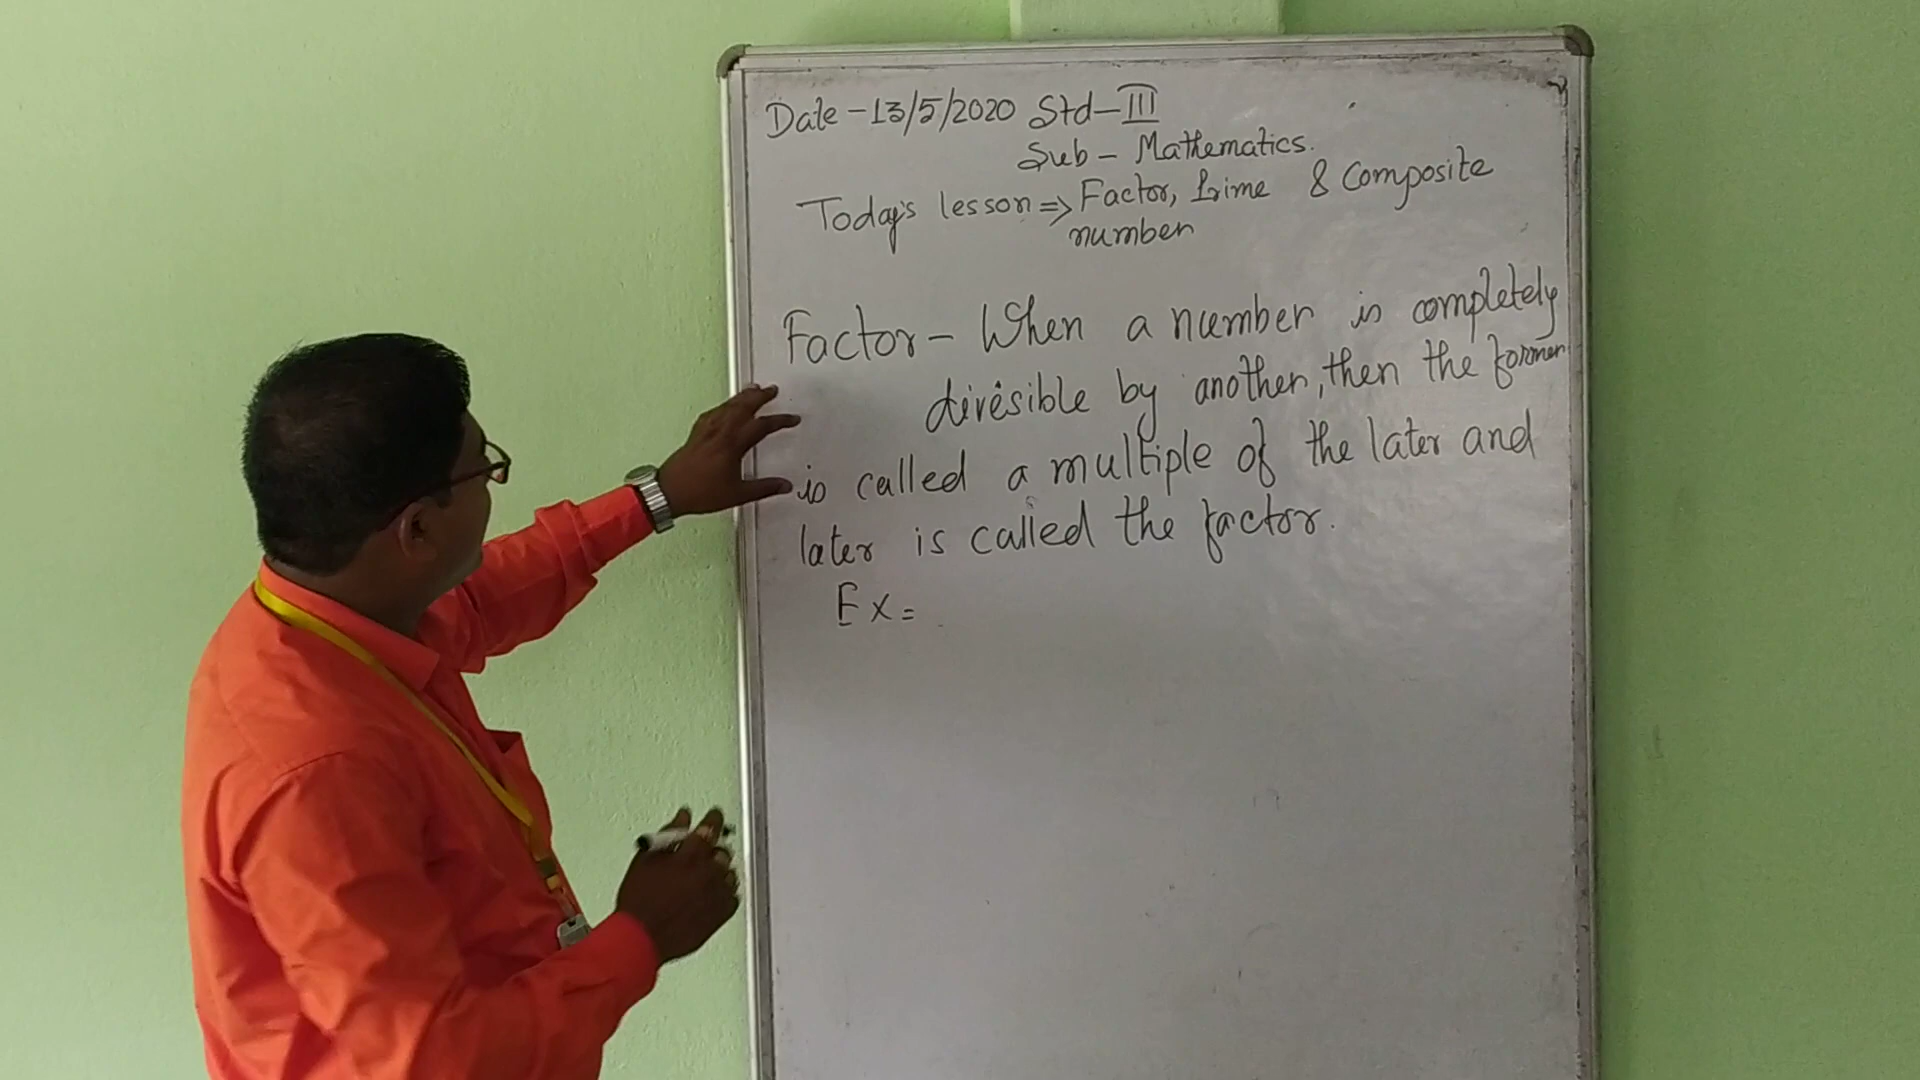 Date - 13/5/2020 Std - III
Sub - Mathematics.
Today's lesson => Factor, Prime & Composite
number
Factor - When a number is completely
divisible by another, then the former
is called a multiple of the later and
later is called the factor.
Ex =